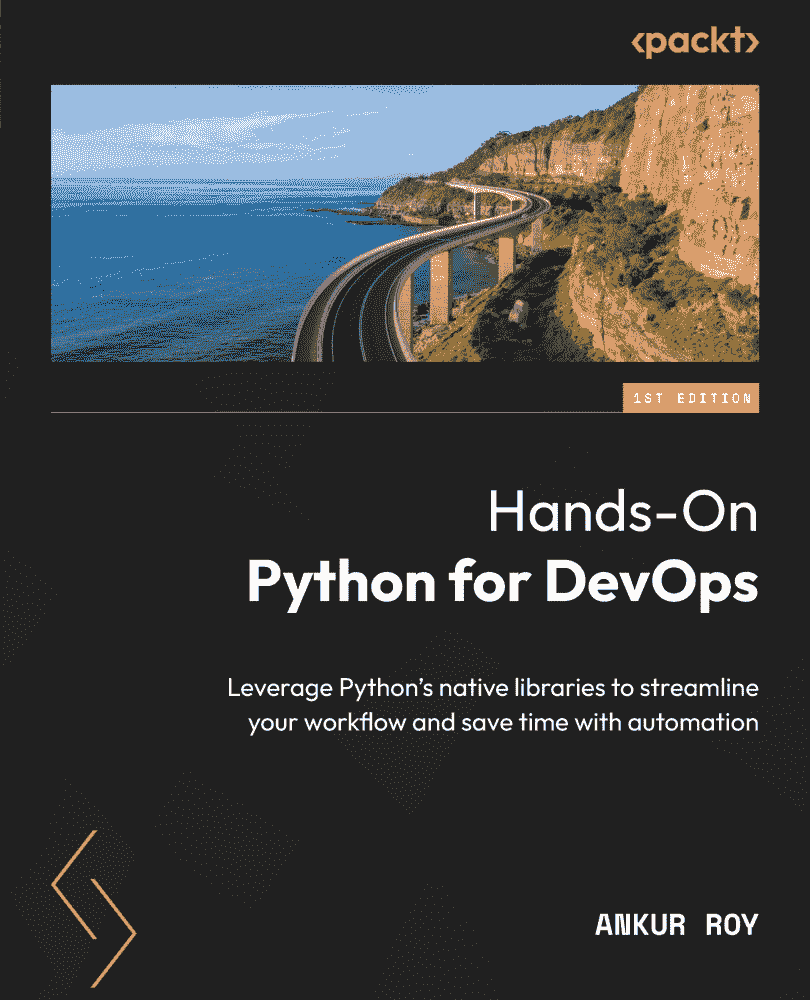 <packt>
1ST EDITION
Hands-On
Python for DevOps
Leverage Python's native libraries to streamline
your workflow and save time with automation
ANKUR ROY